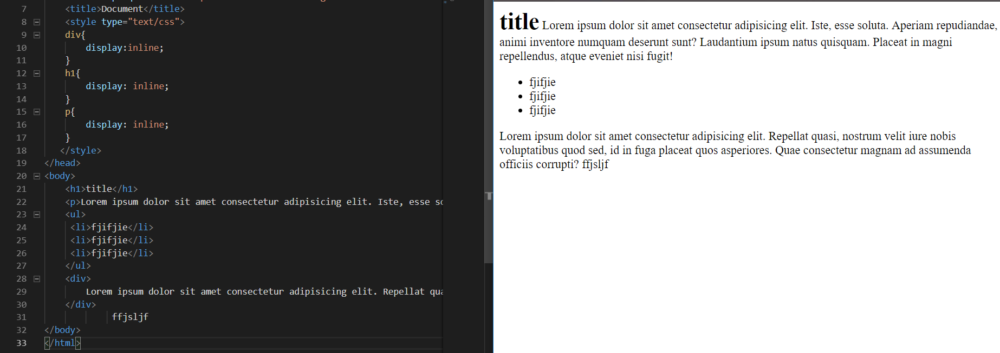 7 <title>Document</title>
8 <style type="text/css">
9 div{
10 display:inline;
11 }
12 h1{
13 display: inline;
14 }
15 p{
16 display: inline;
17 }
18 </style>
19 </head>
20 <body>
21 <h1>title</h1>
22 <p>Lorem ipsum dolor sit amet consectetur adipisicing elit. Iste, esse so
23 <ul>
24 <li>fjifjie</li>
25 <li>fjifjie</li>
26 <li>fjifjie</li>
27 </ul>
28 <div>
29 Lorem ipsum dolor sit amet consectetur adipisicing elit. Repellat qua
30 </div>
31 ffjsljf
32 </body>
33 </html>
title Lorem ipsum dolor sit amet consectetur adipisicing elit. Iste, esse soluta. Aperiam repudiandae,
animi inventore numquam deserunt sunt? Laudantium ipsum natus quisquam. Placeat in magni
repellendus, atque eveniet nisi fugit!
• fjifjie
• fjifjie
• fjifjie
Lorem ipsum dolor sit amet consectetur adipisicing elit. Repellat quasi, nostrum velit iure nobis
voluptatibus quod sed, id in fuga placeat quos asperiores. Quae consectetur magnam ad assumenda
officiis corrupti? ffjsljf